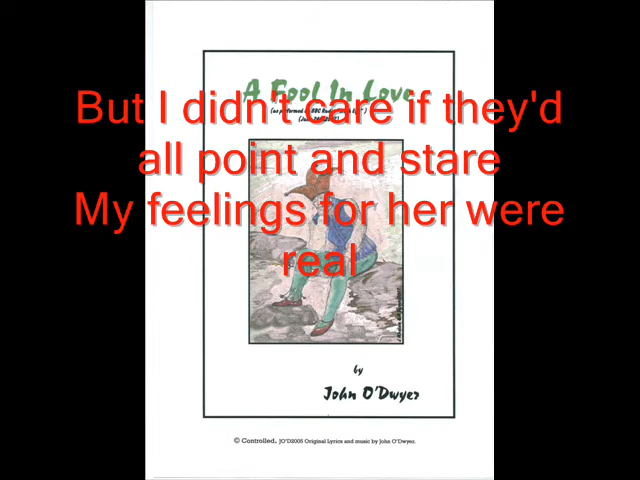 A Fool In Love
But I didn't care if they'd
all point and stare
My feelings for her were
real
by
John O'Dwyer
© Controlled. JO'D2005 Original Lyrics and music by John O'Dwyer.